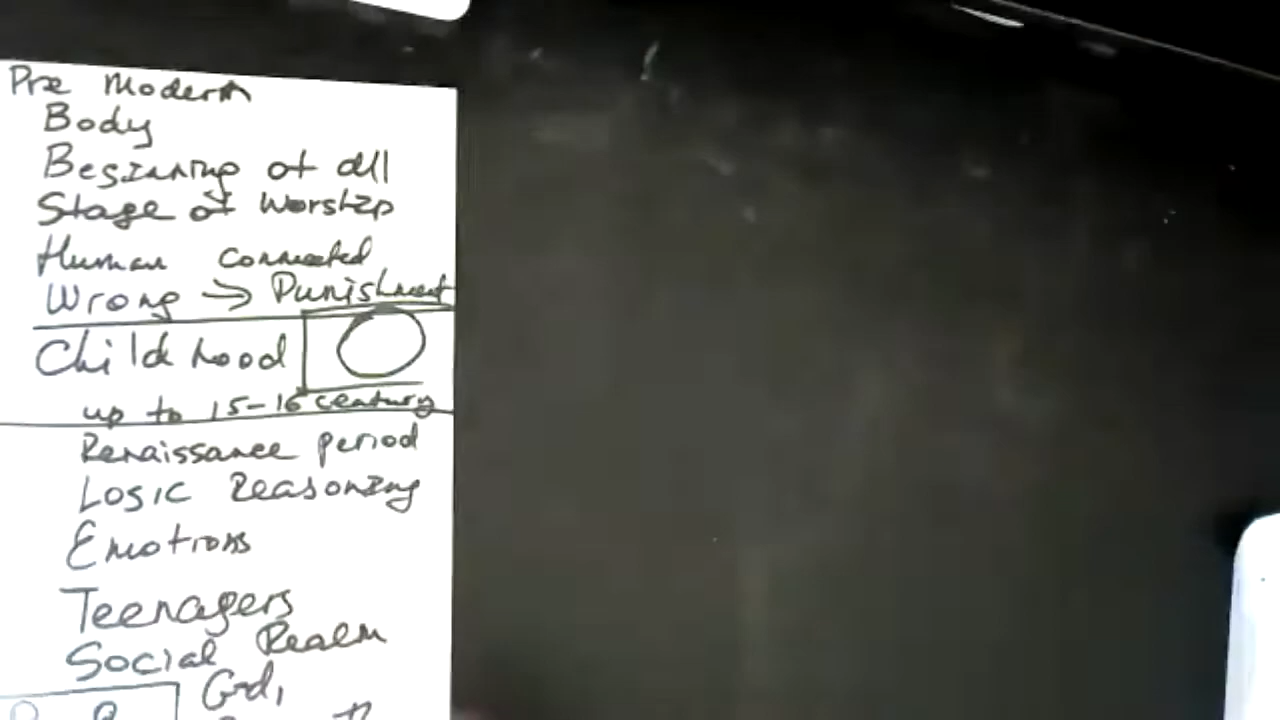 Pre Modern
Body
Beginning of all
Stage of Worship
Human connected
Wrong → Punishment
Childhood
up to 15-16 century
Renaissance period
Logic Reasoning
Emotions
Teenagers
Social Realm
God,